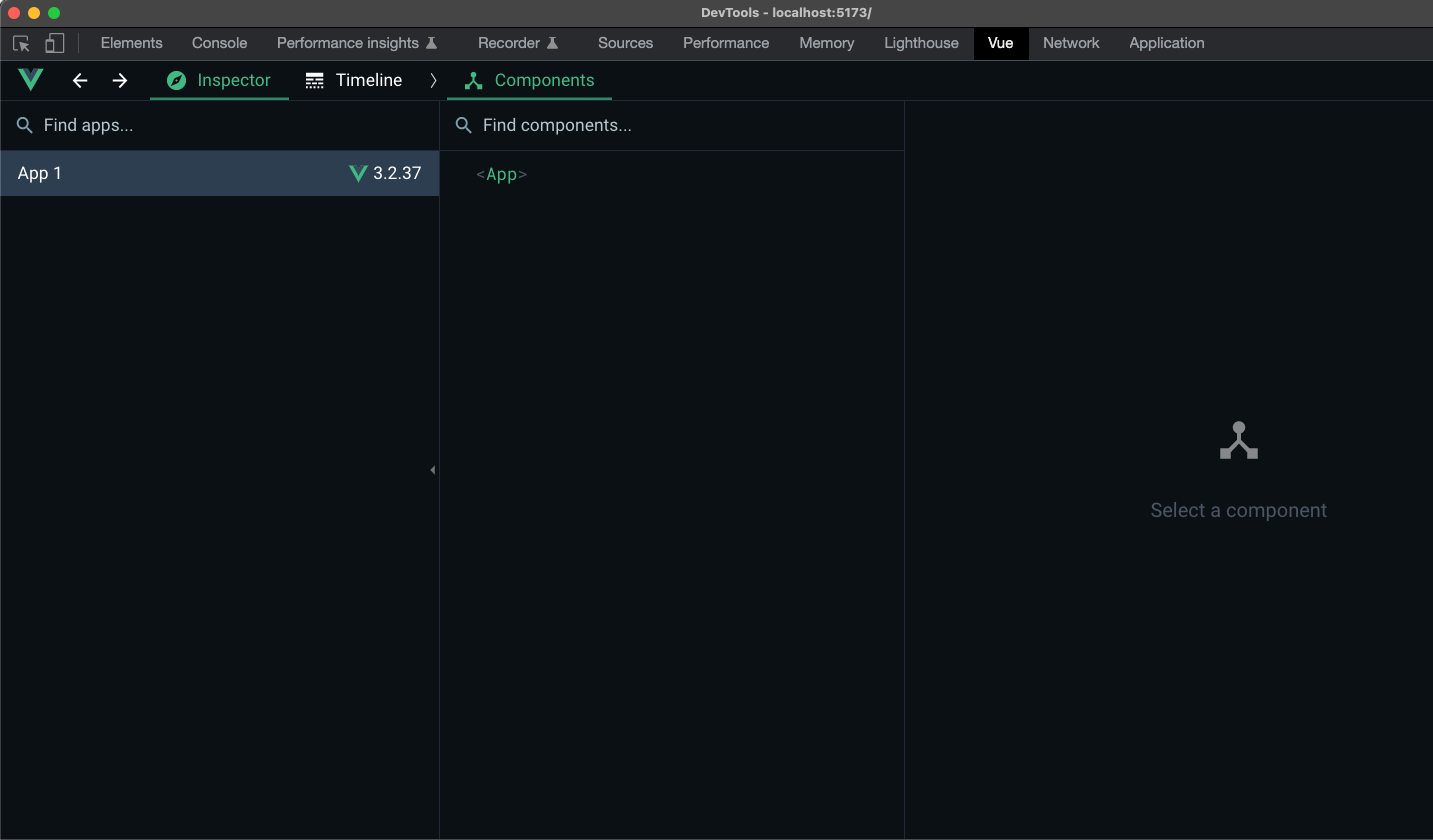 DevTools - localhost:5173/
Elements Console Performance insights Recorder Sources Performance Memory Lighthouse Vue Network Application
Inspector Timeline Components
Find apps... Find components...
App 1 3.2.37 <App>
Select a component